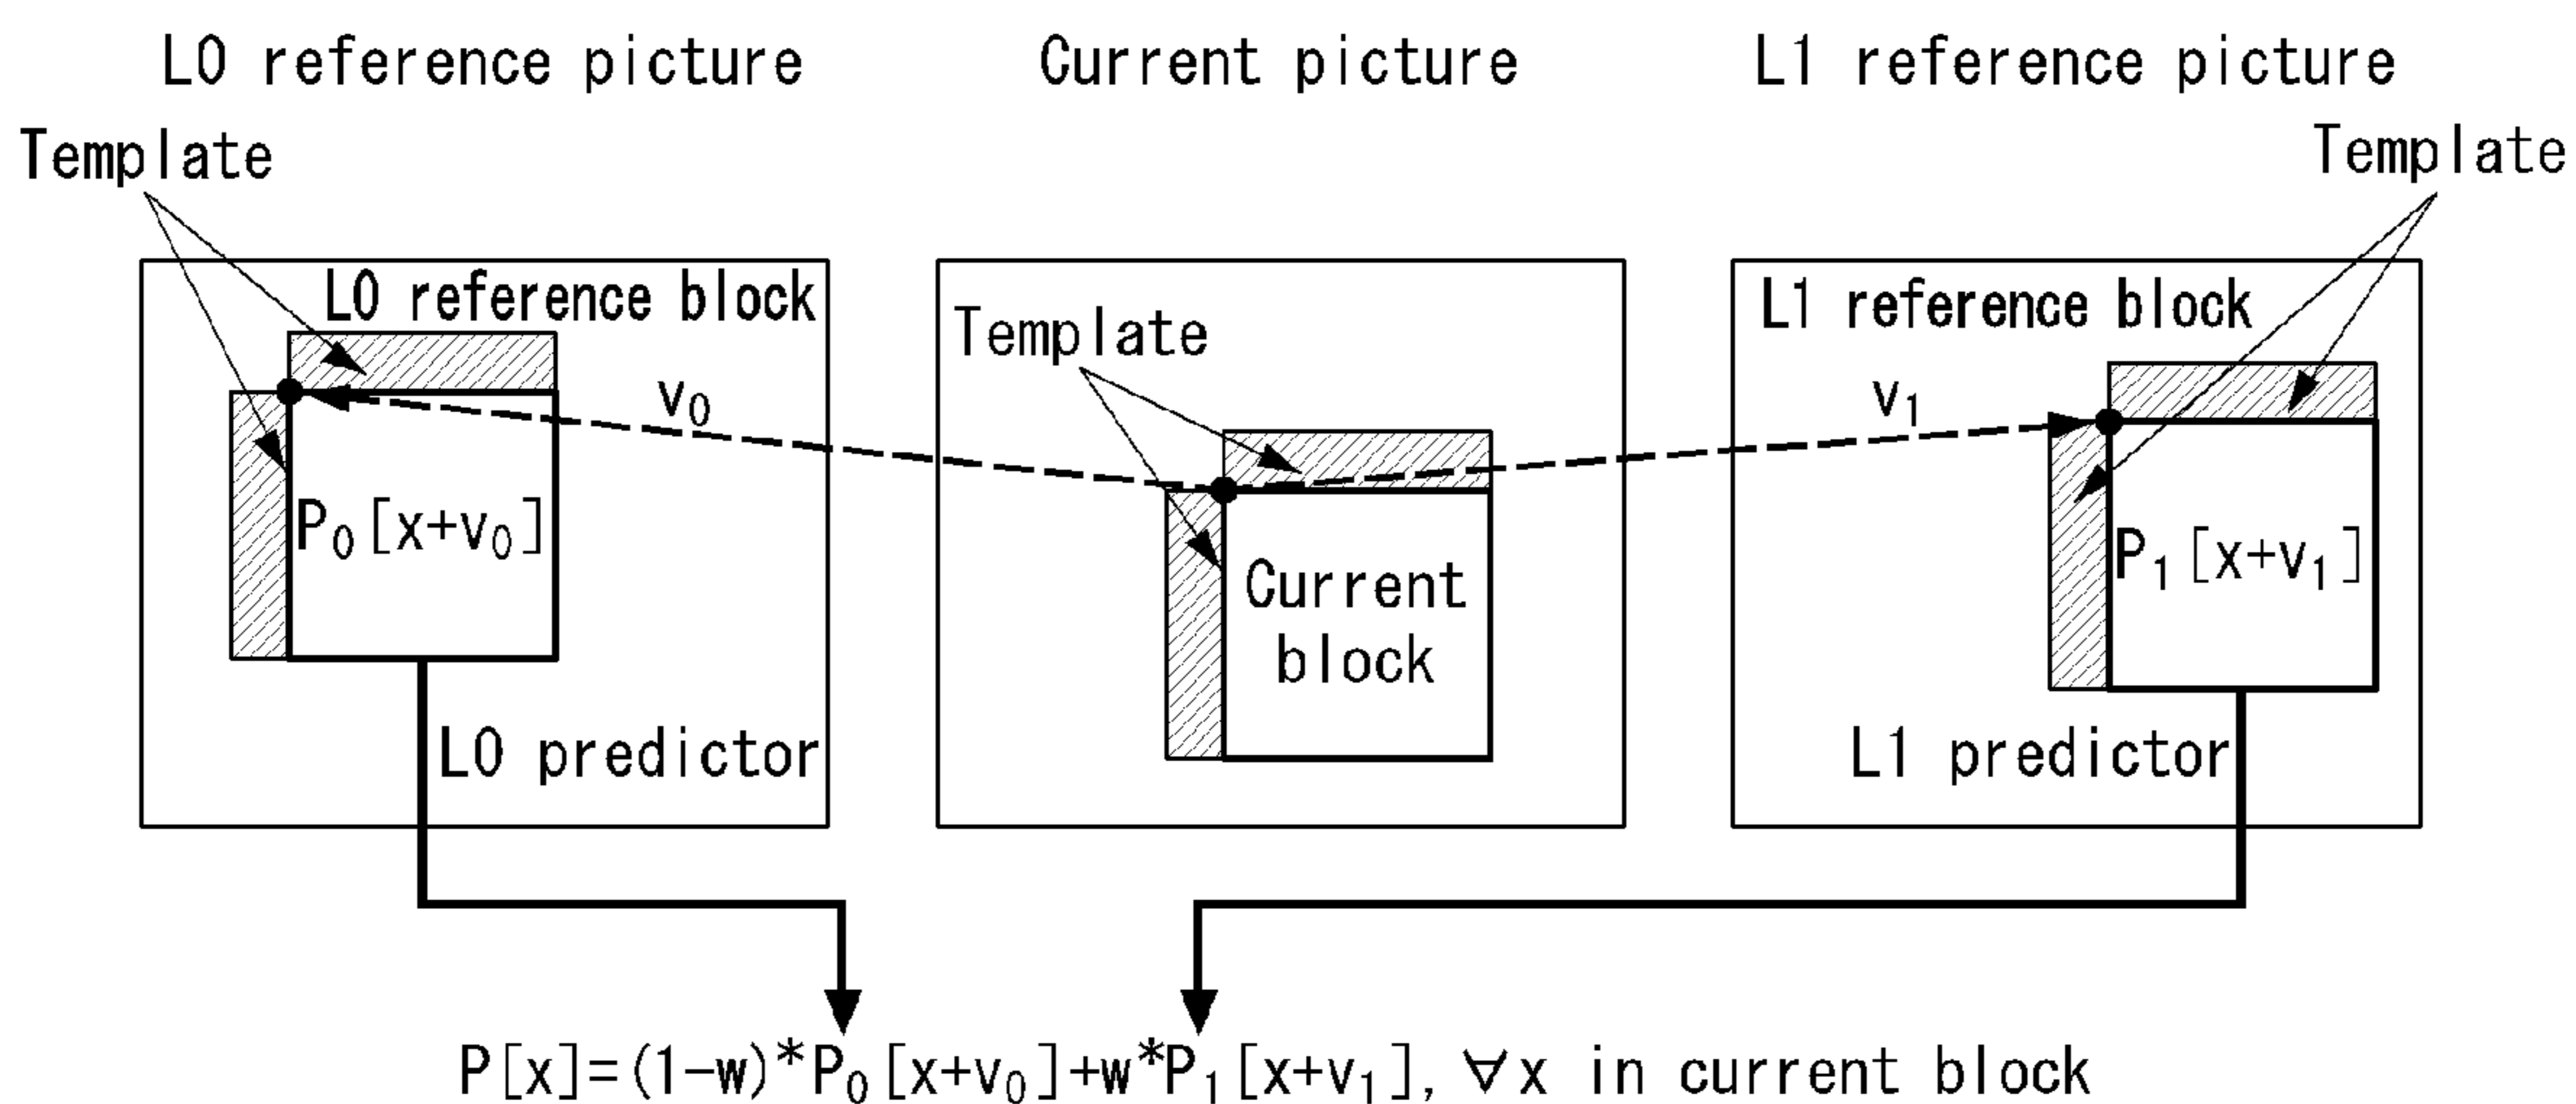 L0 reference picture
Current picture
L1 reference picture
Template
Template
L0 reference block
Template
L1 reference block
v₀
v₁
P₀[x+v₀]
P₁[x+v₁]
Current
block
L0 predictor
L1 predictor
P[x]=(1-w)*P₀[x+v₀]+w*P₁[x+v₁], ∀x in current block